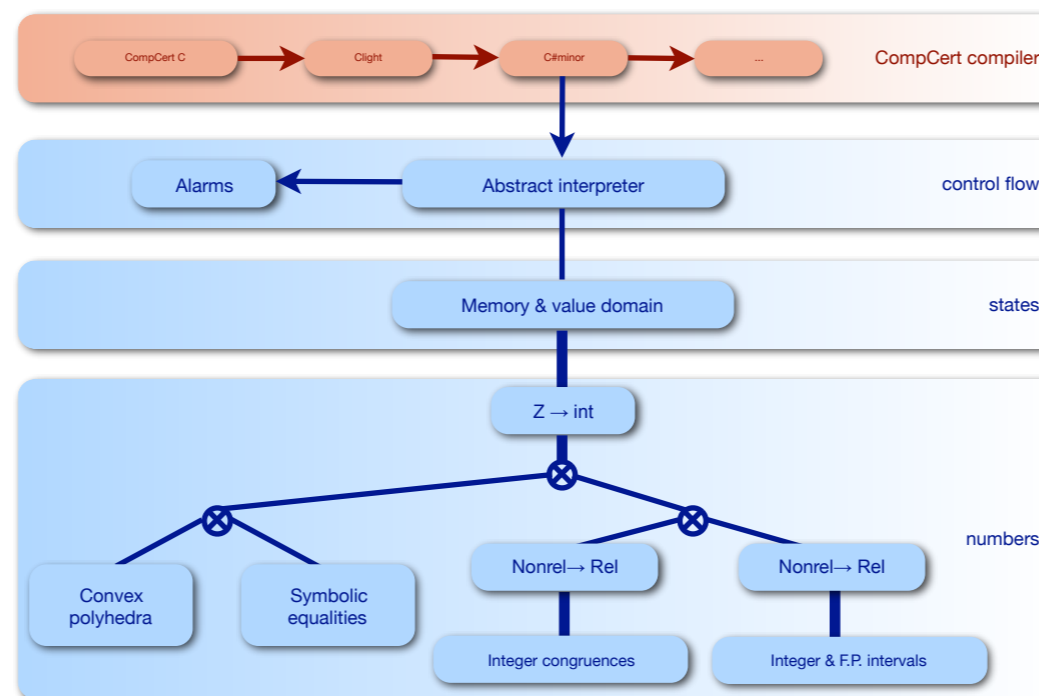 CompCert C
Clight
C#minor
...
CompCert compiler
Alarms
Abstract interpreter
control flow
Memory & value domain
states
Z → int
numbers
Nonrel→ Rel
Nonrel→ Rel
Convex
polyhedra
Symbolic
equalities
Integer congruences
Integer & F.P. intervals